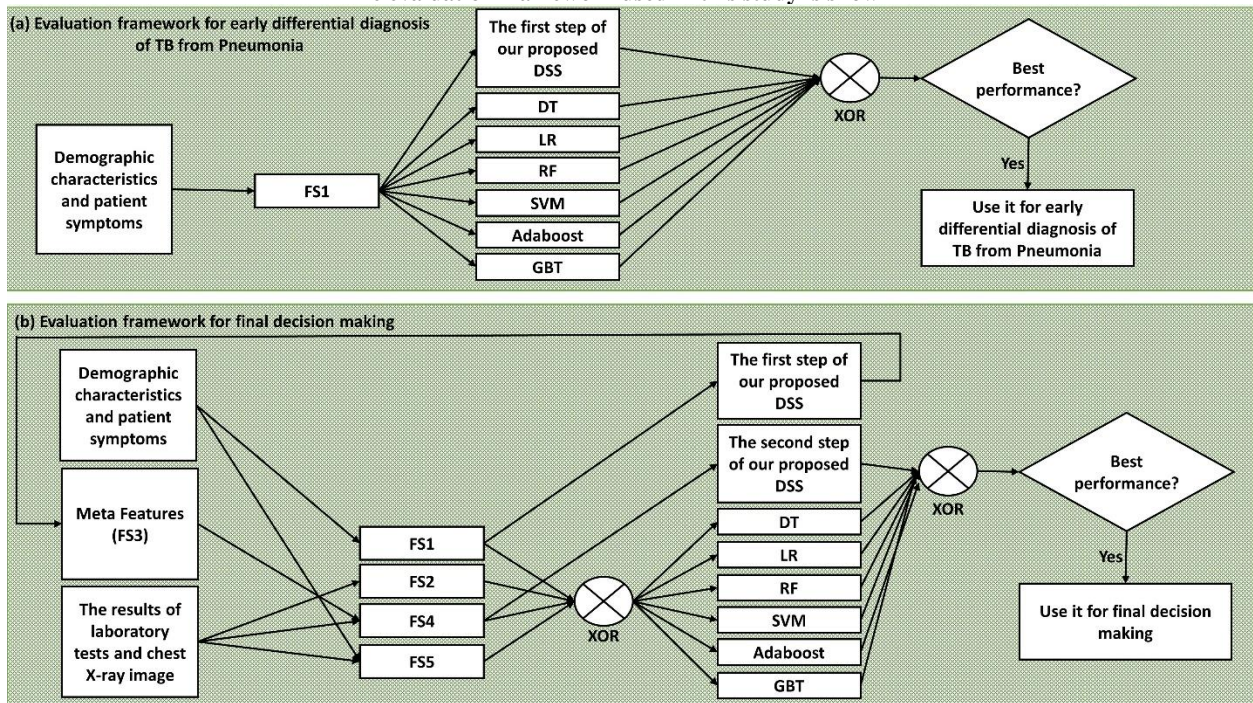 (a) Evaluation framework for early differential diagnosis
of TB from Pneumonia
Demographic
characteristics
and patient
symptoms
FS1
The first step of
our proposed
DSS
DT
LR
RF
SVM
Adaboost
GBT
XOR
Best
performance?
Yes
Use it for early
differential diagnosis of
TB from Pneumonia
(b) Evaluation framework for final decision making
Demographic
characteristics
and patient
symptoms
Meta Features
(FS3)
The results of
laboratory
tests and chest
X-ray image
FS1
FS2
FS4
FS5
XOR
The first step of
our proposed
DSS
The second step
of our proposed
DSS
DT
LR
RF
SVM
Adaboost
GBT
XOR
Best
performance?
Yes
Use it for final decision
making